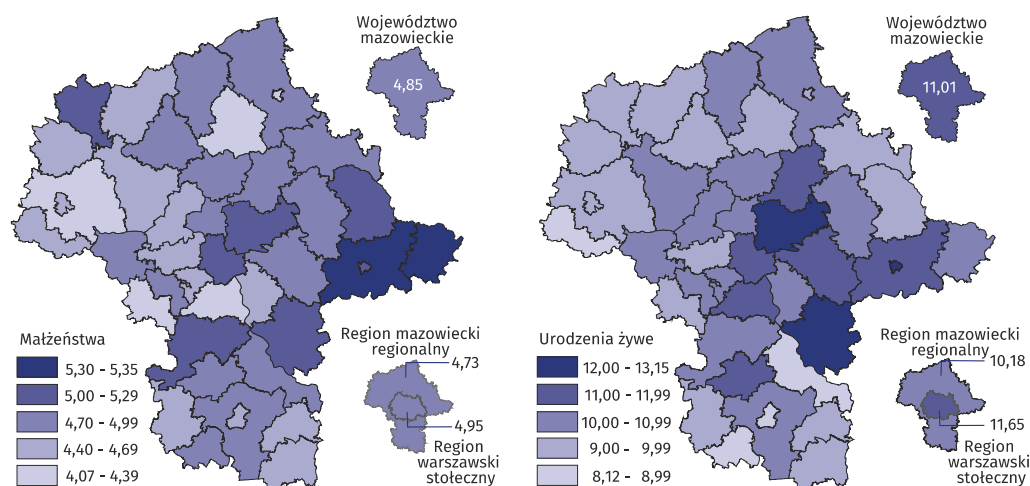 Województwo
mazowieckie
4,85
Małżeństwa
5,30 - 5,35
5,00 - 5,29
4,70 - 4,99
4,40 - 4,69
4,07 - 4,39
Region mazowiecki
regionalny
4,73
4,95
Region
warszawski
stołeczny
Województwo
mazowieckie
11,01
Urodzenia żywe
12,00 - 13,15
11,00 - 11,99
10,00 - 10,99
9,00 - 9,99
8,12 - 8,99
Region mazowiecki
regionalny
10,18
11,65
Region
warszawski
stołeczny